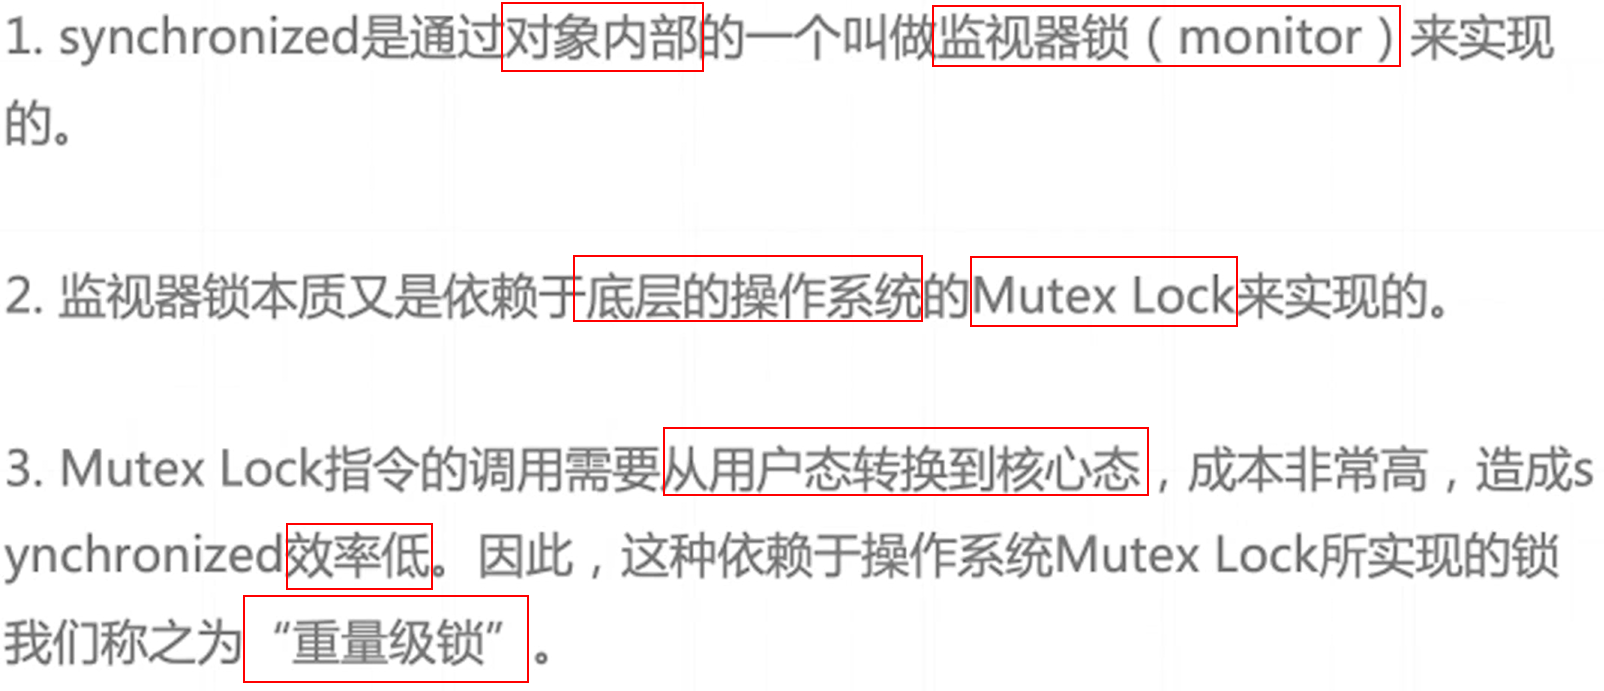 1. synchronized是通过对象内部的一个叫做监视器锁（monitor）来实现
的。
2. 监视器锁本质又是依赖于底层的操作系统的Mutex Lock来实现的。
3. Mutex Lock指令的调用需要从用户态转换到核心态，成本非常高，造成s
ynchronized效率低。因此，这种依赖于操作系统Mutex Lock所实现的锁
我们称之为“重量级锁”。